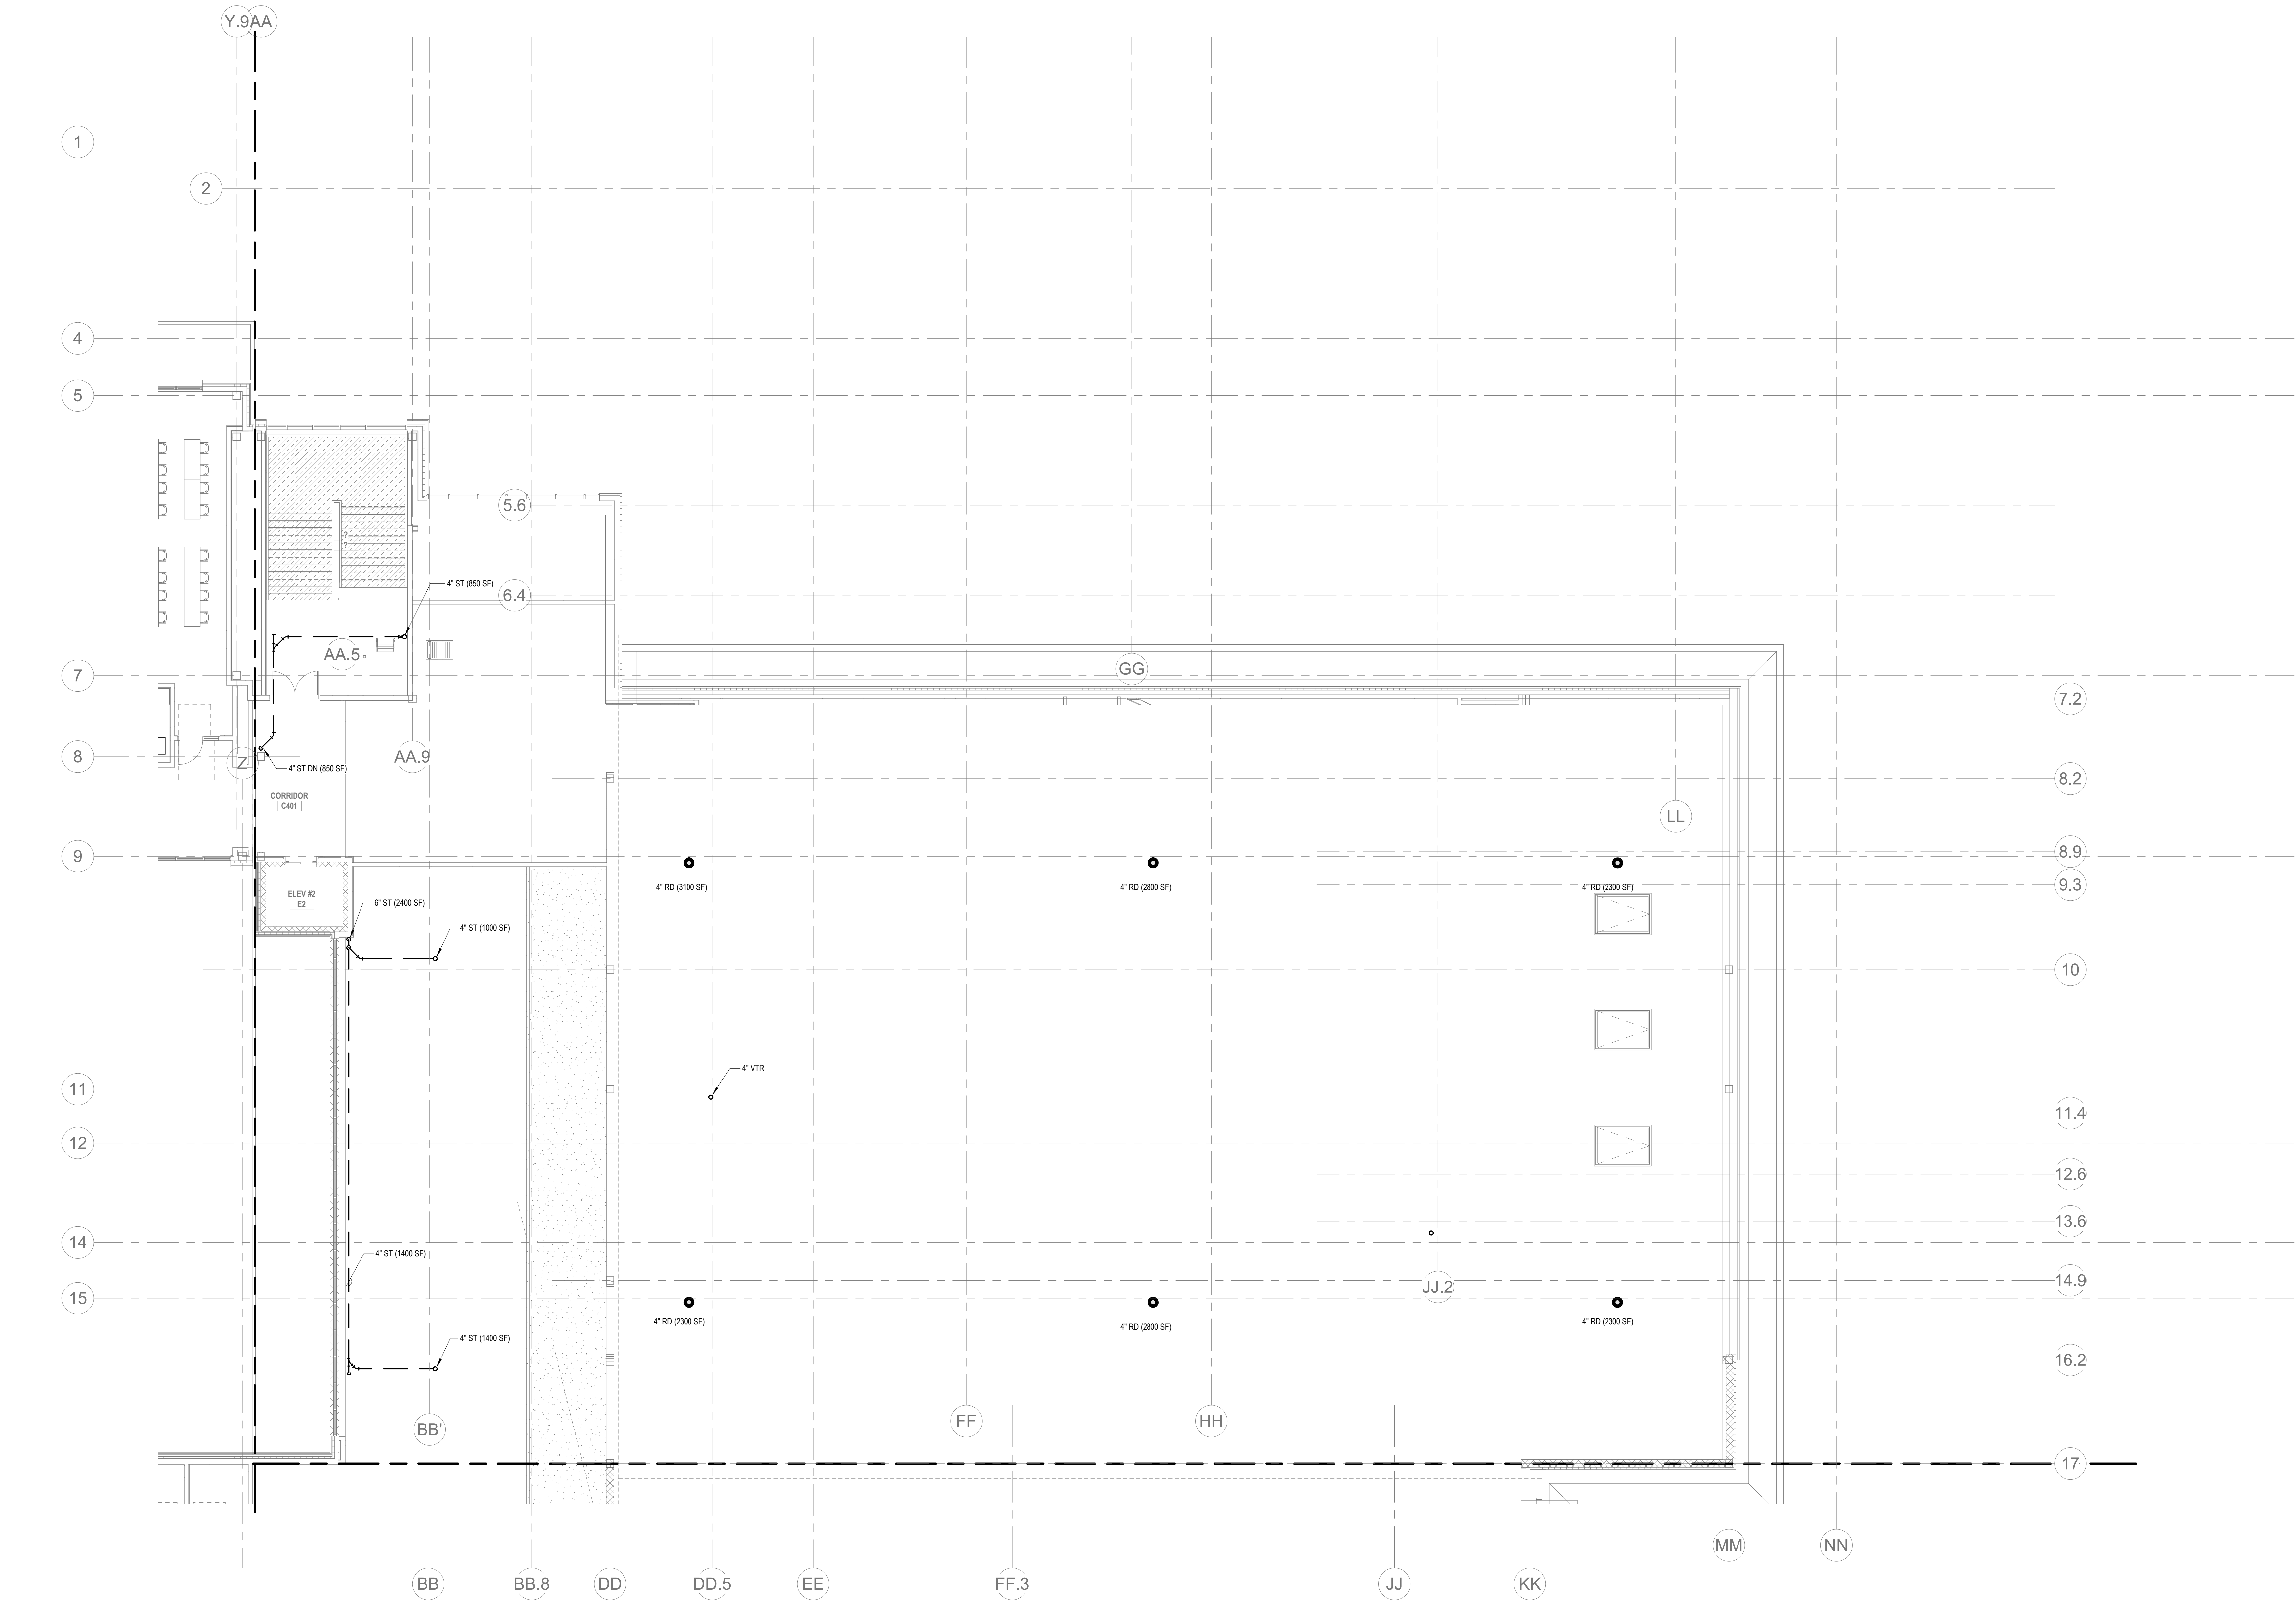 Y.9
AA
1
2
4
5
5.6
?
?
4" ST (850 SF)
6.4
AA.5
GG
7
7.2
8
Z
4" ST DN (850 SF)
AA.9
8.2
CORRIDOR
C401
LL
9
8.9
4" RD (3100 SF)
4" RD (2800 SF)
4" RD (2300 SF)
9.3
ELEV #2
E2
6" ST (2400 SF)
4" ST (1000 SF)
10
4" VTR
11
11.4
12
12.6
13.6
14
4" ST (1400 SF)
14.9
JJ.2
15
4" RD (2300 SF)
4" RD (2800 SF)
4" RD (2300 SF)
4" ST (1400 SF)
16.2
BB'
FF
HH
17
MM
NN
BB
BB.8
DD
DD.5
EE
FF.3
JJ
KK